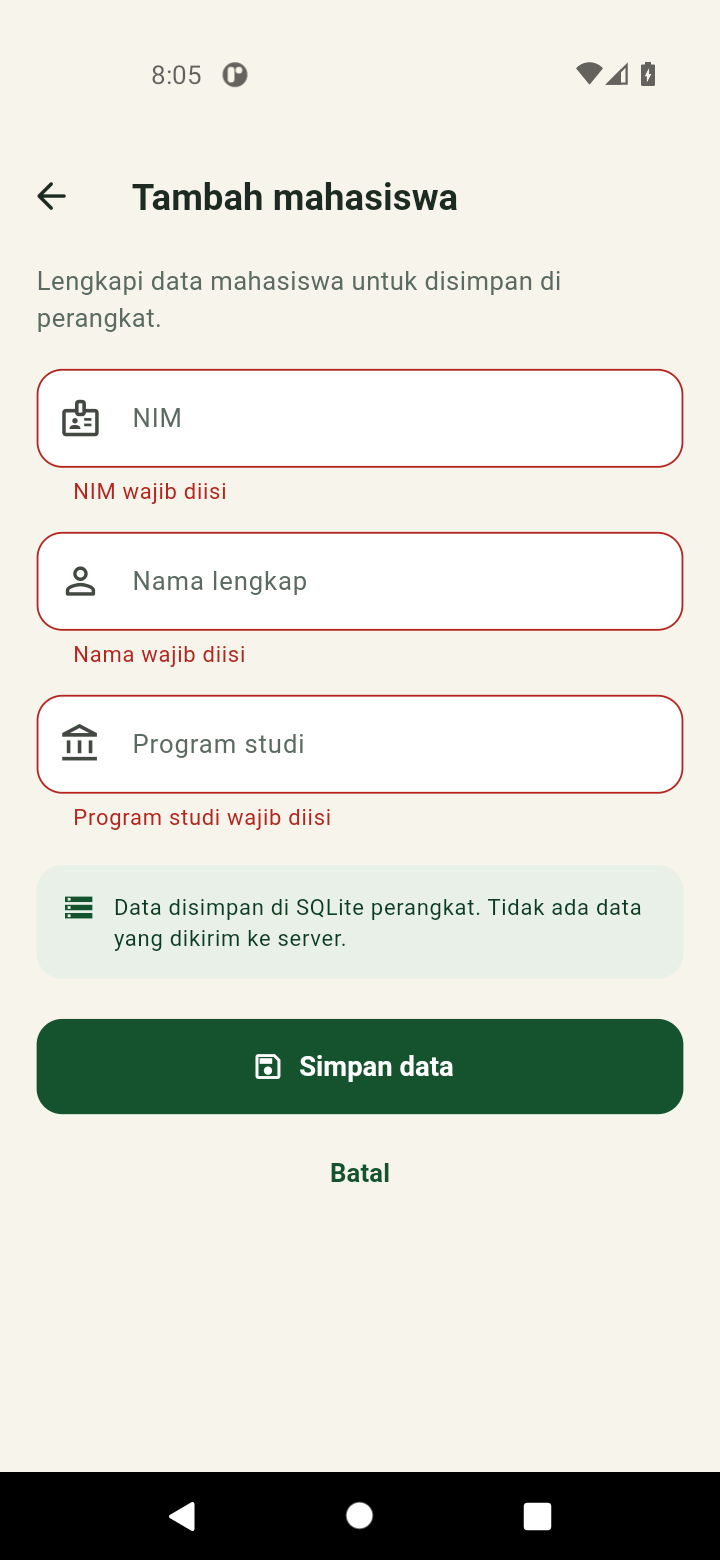 8:05
Tambah mahasiswa
Lengkapi data mahasiswa untuk disimpan di
perangkat.
NIM
NIM wajib diisi
Nama lengkap
Nama wajib diisi
Program studi
Program studi wajib diisi
Data disimpan di SQLite perangkat. Tidak ada data
yang dikirim ke server.
Simpan data
Batal